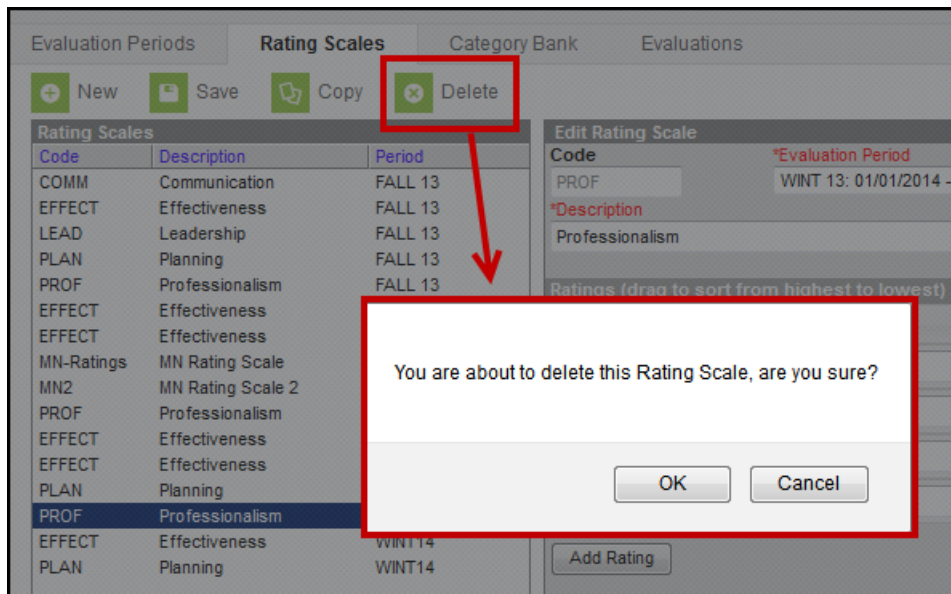 Evaluation Periods Rating Scales Category Bank Evaluations
New Save Copy Delete
Rating Scales
Code Description Period
COMM Communication FALL 13
EFFECT Effectiveness FALL 13
LEAD Leadership FALL 13
PLAN Planning FALL 13
PROF Professionalism FALL 13
EFFECT Effectiveness
EFFECT Effectiveness
MN-Ratings MN Rating Scale
MN2 MN Rating Scale 2
PROF Professionalism
EFFECT Effectiveness
EFFECT Effectiveness
PLAN Planning
PROF Professionalism
EFFECT Effectiveness WINT14
PLAN Planning WINT14
Edit Rating Scale
Code *Evaluation Period
PROF WINT 13: 01/01/2014 -
*Description
Professionalism
Ratings (drag to sort from highest to lowest)
You are about to delete this Rating Scale, are you sure?
OK Cancel
Add Rating